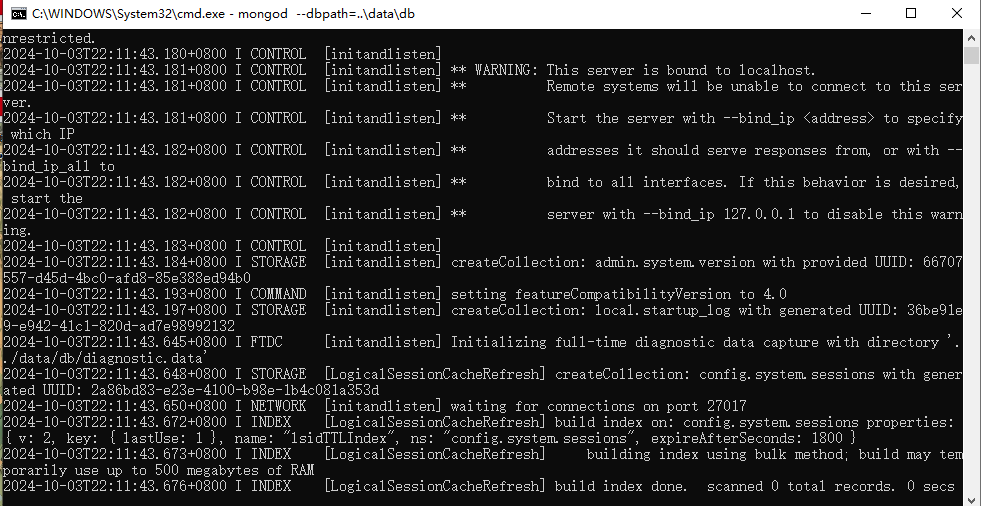 C:\WINDOWS\System32\cmd.exe - mongod  --dbpath=..\data\db
nrestricted.
2024-10-03T22:11:43.180+0800 I CONTROL  [initandlisten]
2024-10-03T22:11:43.181+0800 I CONTROL  [initandlisten] ** WARNING: This server is bound to localhost.
2024-10-03T22:11:43.181+0800 I CONTROL  [initandlisten] **          Remote systems will be unable to connect to this ser
ver.
2024-10-03T22:11:43.181+0800 I CONTROL  [initandlisten] **          Start the server with --bind_ip <address> to specify
 which IP
2024-10-03T22:11:43.182+0800 I CONTROL  [initandlisten] **          addresses it should serve responses from, or with --
bind_ip_all to
2024-10-03T22:11:43.182+0800 I CONTROL  [initandlisten] **          bind to all interfaces. If this behavior is desired,
 start the
2024-10-03T22:11:43.182+0800 I CONTROL  [initandlisten] **          server with --bind_ip 127.0.0.1 to disable this warn
ing.
2024-10-03T22:11:43.183+0800 I CONTROL  [initandlisten]
2024-10-03T22:11:43.184+0800 I STORAGE  [initandlisten] createCollection: admin.system.version with provided UUID: 66707
557-d45d-4bc0-afd3-85e388ed94b0
2024-10-03T22:11:43.193+0800 I COMMAND  [initandlisten] setting featureCompatibilityVersion to 4.0
2024-10-03T22:11:43.197+0800 I STORAGE  [initandlisten] createCollection: local.startup_log with generated UUID: 36be91e
9-e942-41c1-820d-ad7e98992132
2024-10-03T22:11:43.645+0800 I FTDC     [initandlisten] Initializing full-time diagnostic data capture with directory '.
./data/db/diagnostic.data'
2024-10-03T22:11:43.648+0800 I STORAGE  [LogicalSessionCacheRefresh] createCollection: config.system.sessions with gener
ated UUID: 2a86bd83-e23e-4100-b98e-1b4c081a353d
2024-10-03T22:11:43.650+0800 I NETWORK  [initandlisten] waiting for connections on port 27017
2024-10-03T22:11:43.672+0800 I INDEX    [LogicalSessionCacheRefresh] build index on: config.system.sessions properties:
{ v: 2, key: { lastUse: 1 }, name: "lsidTTLIndex", ns: "config.system.sessions", expireAfterSeconds: 1800 }
2024-10-03T22:11:43.673+0800 I INDEX    [LogicalSessionCacheRefresh]     building index using bulk method; build may tem
porarily use up to 500 megabytes of RAM
2024-10-03T22:11:43.676+0800 I INDEX    [LogicalSessionCacheRefresh] build index done.  scanned 0 total records. 0 secs